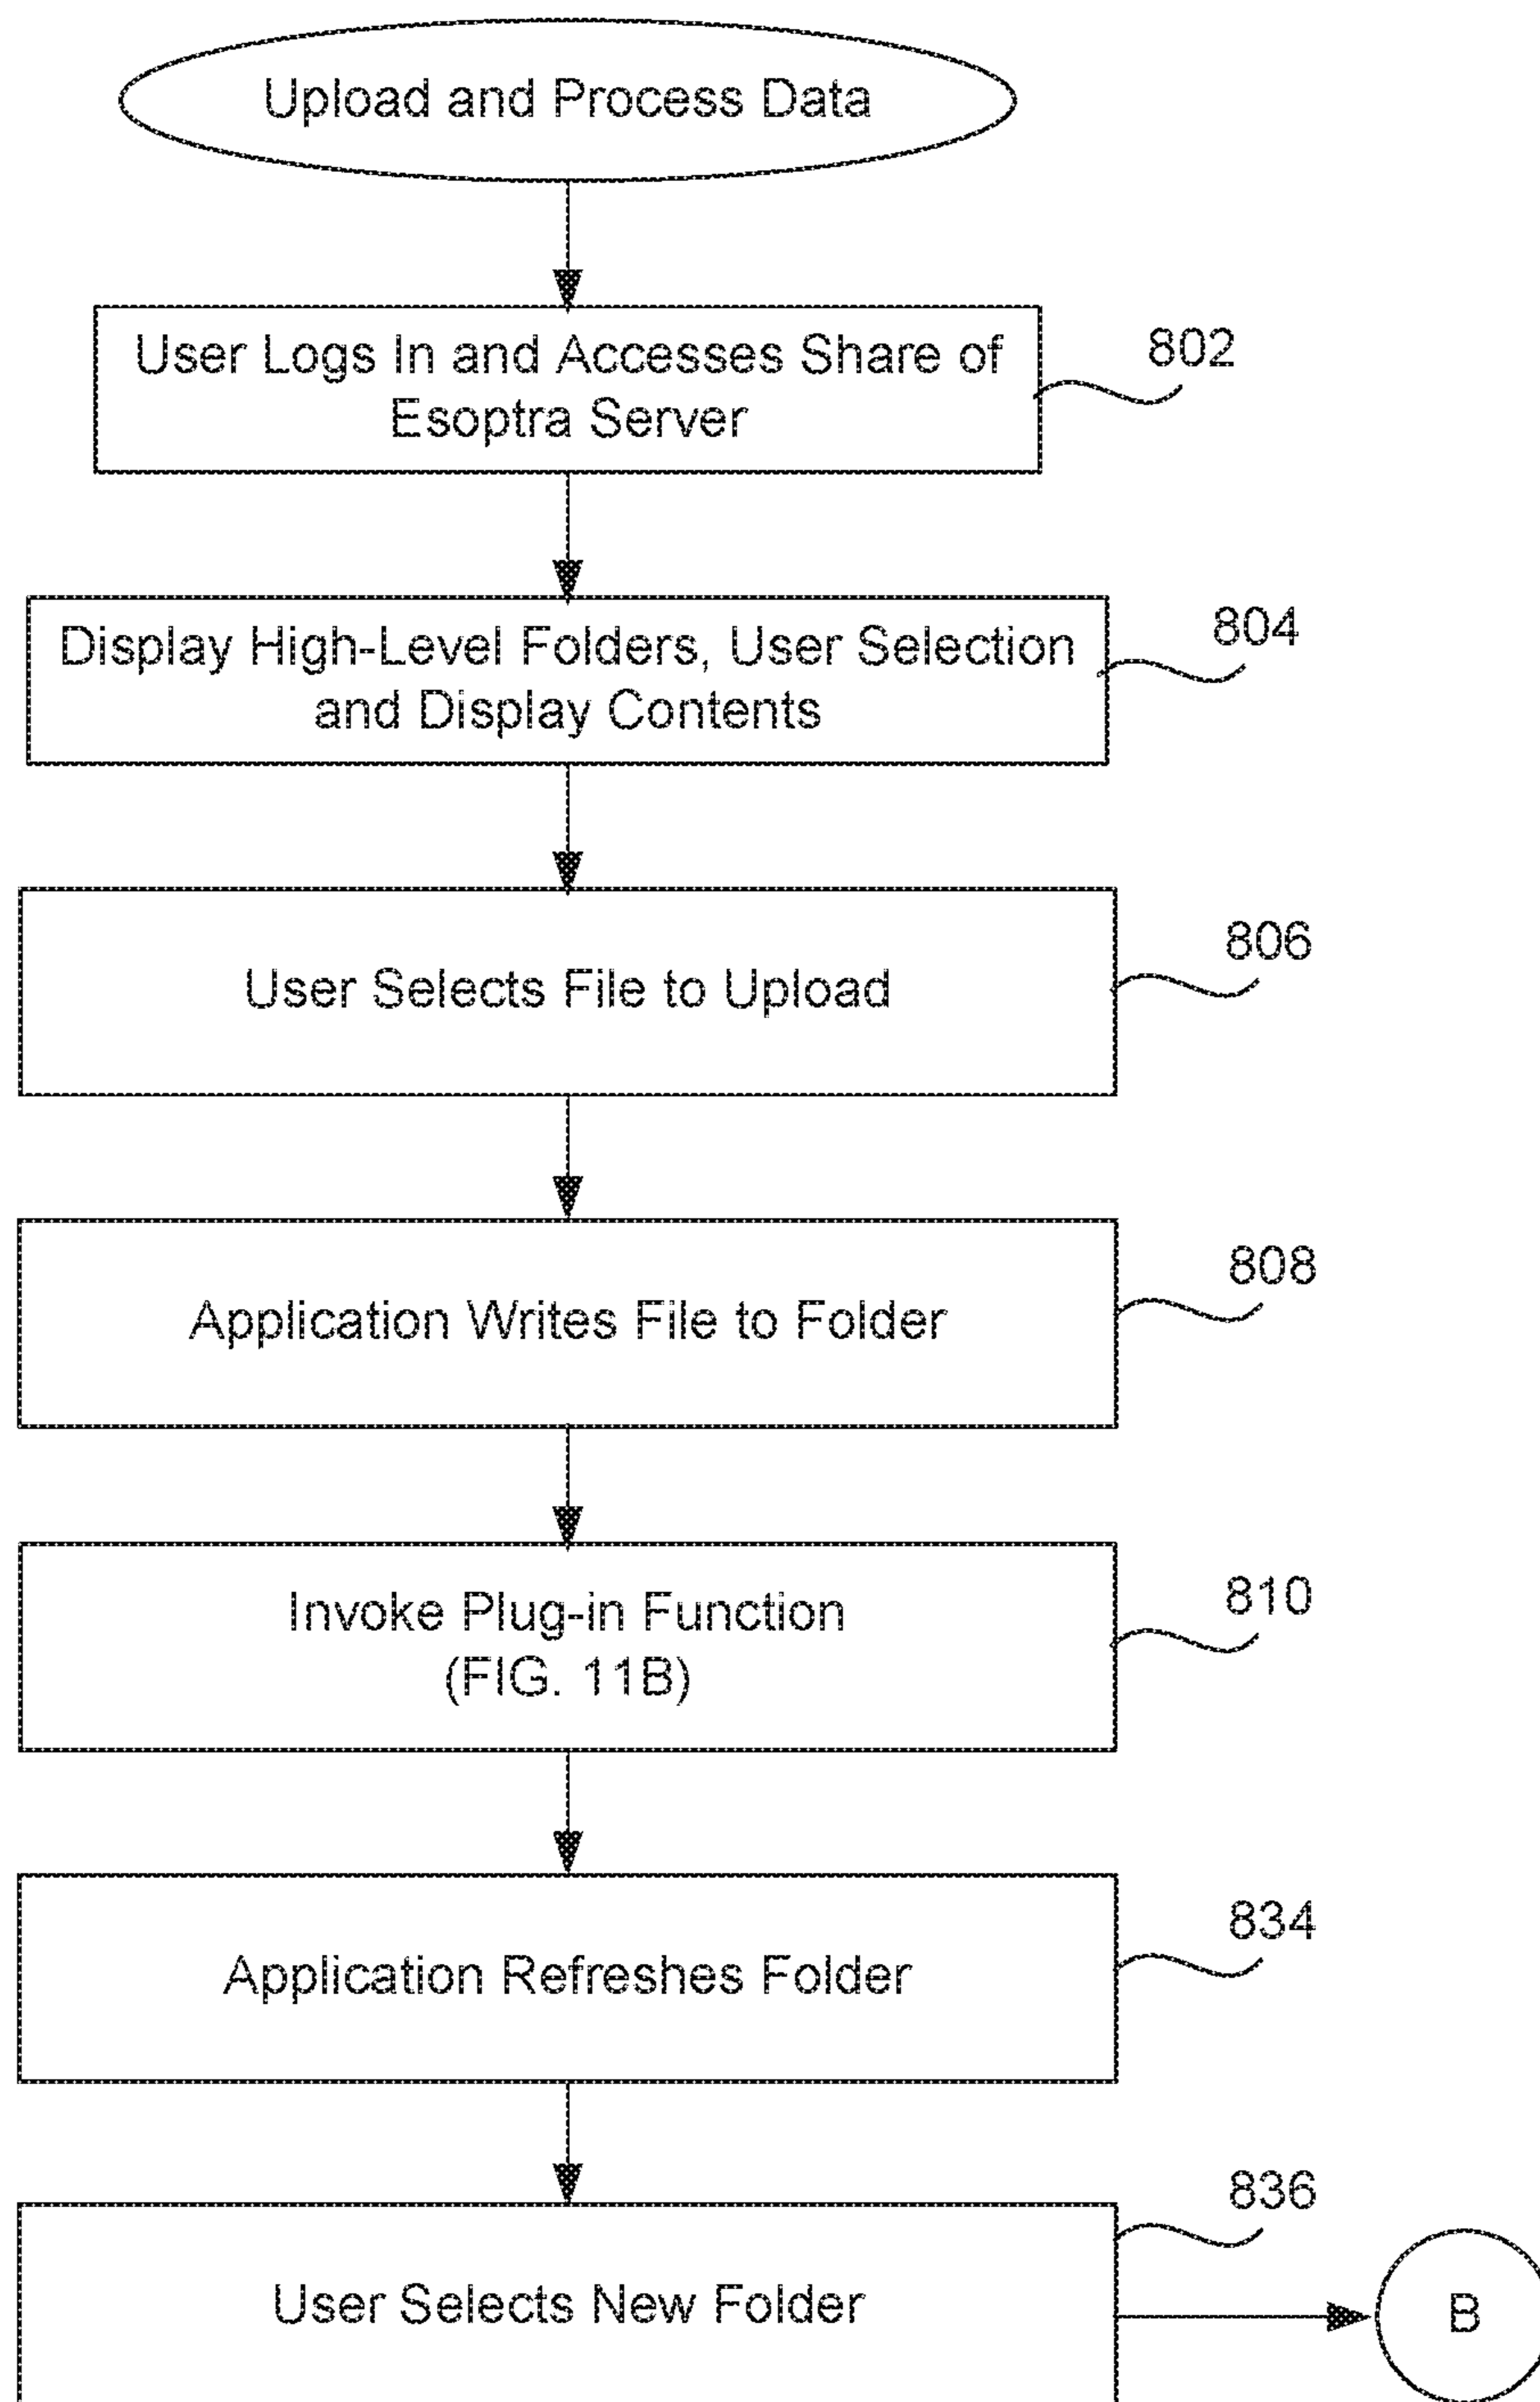 Upload and Process Data
User Logs In and Accesses Share of
Esoptra Server
802
Display High-Level Folders, User Selection
and Display Contents
804
User Selects File to Upload
806
Application Writes File to Folder
808
Invoke Plug-in Function
(FIG. 11B)
810
Application Refreshes Folder
834
User Selects New Folder
836
B